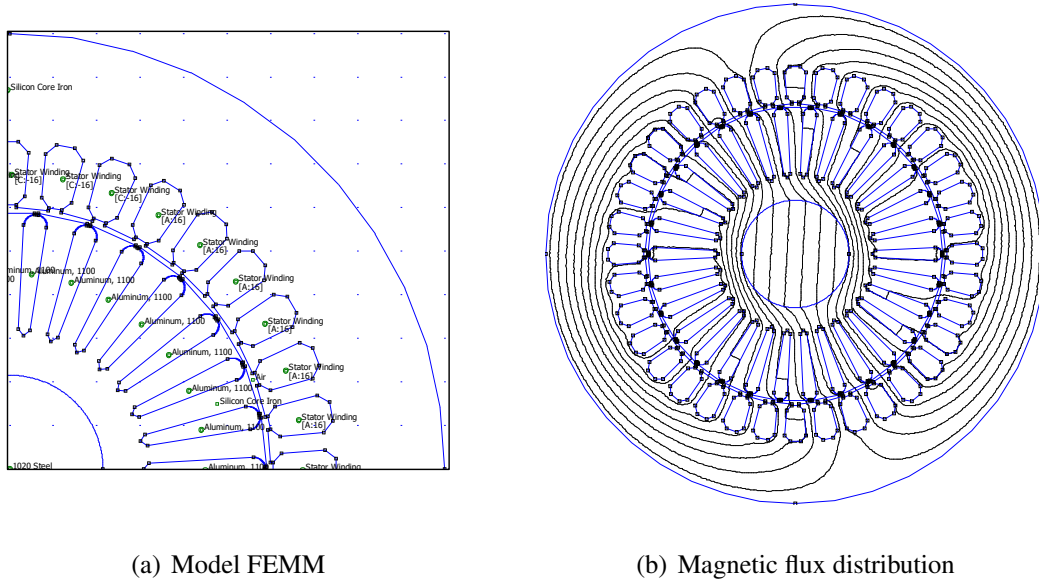 Silicon Core Iron
Stator Winding
[C:-16]
Stator Winding
[C:-16]
Stator Winding
[C:-16]
Stator Winding
[A:16]
Stator Winding
[A:16]
Aluminum, 1100
Aluminum, 1100
Stator Winding
[A:16]
Aluminum, 1100
Stator Winding
[A:16]
Aluminum, 1100
Aluminum, 1100
Stator Winding
[A:16]
Air
Aluminum, 1100
Silicon Core Iron
Stator Winding
[A:16]
Aluminum, 1100
1020 Steel
Aluminum, 1100
Stator Winding
(a) Model FEMM
(b) Magnetic flux distribution